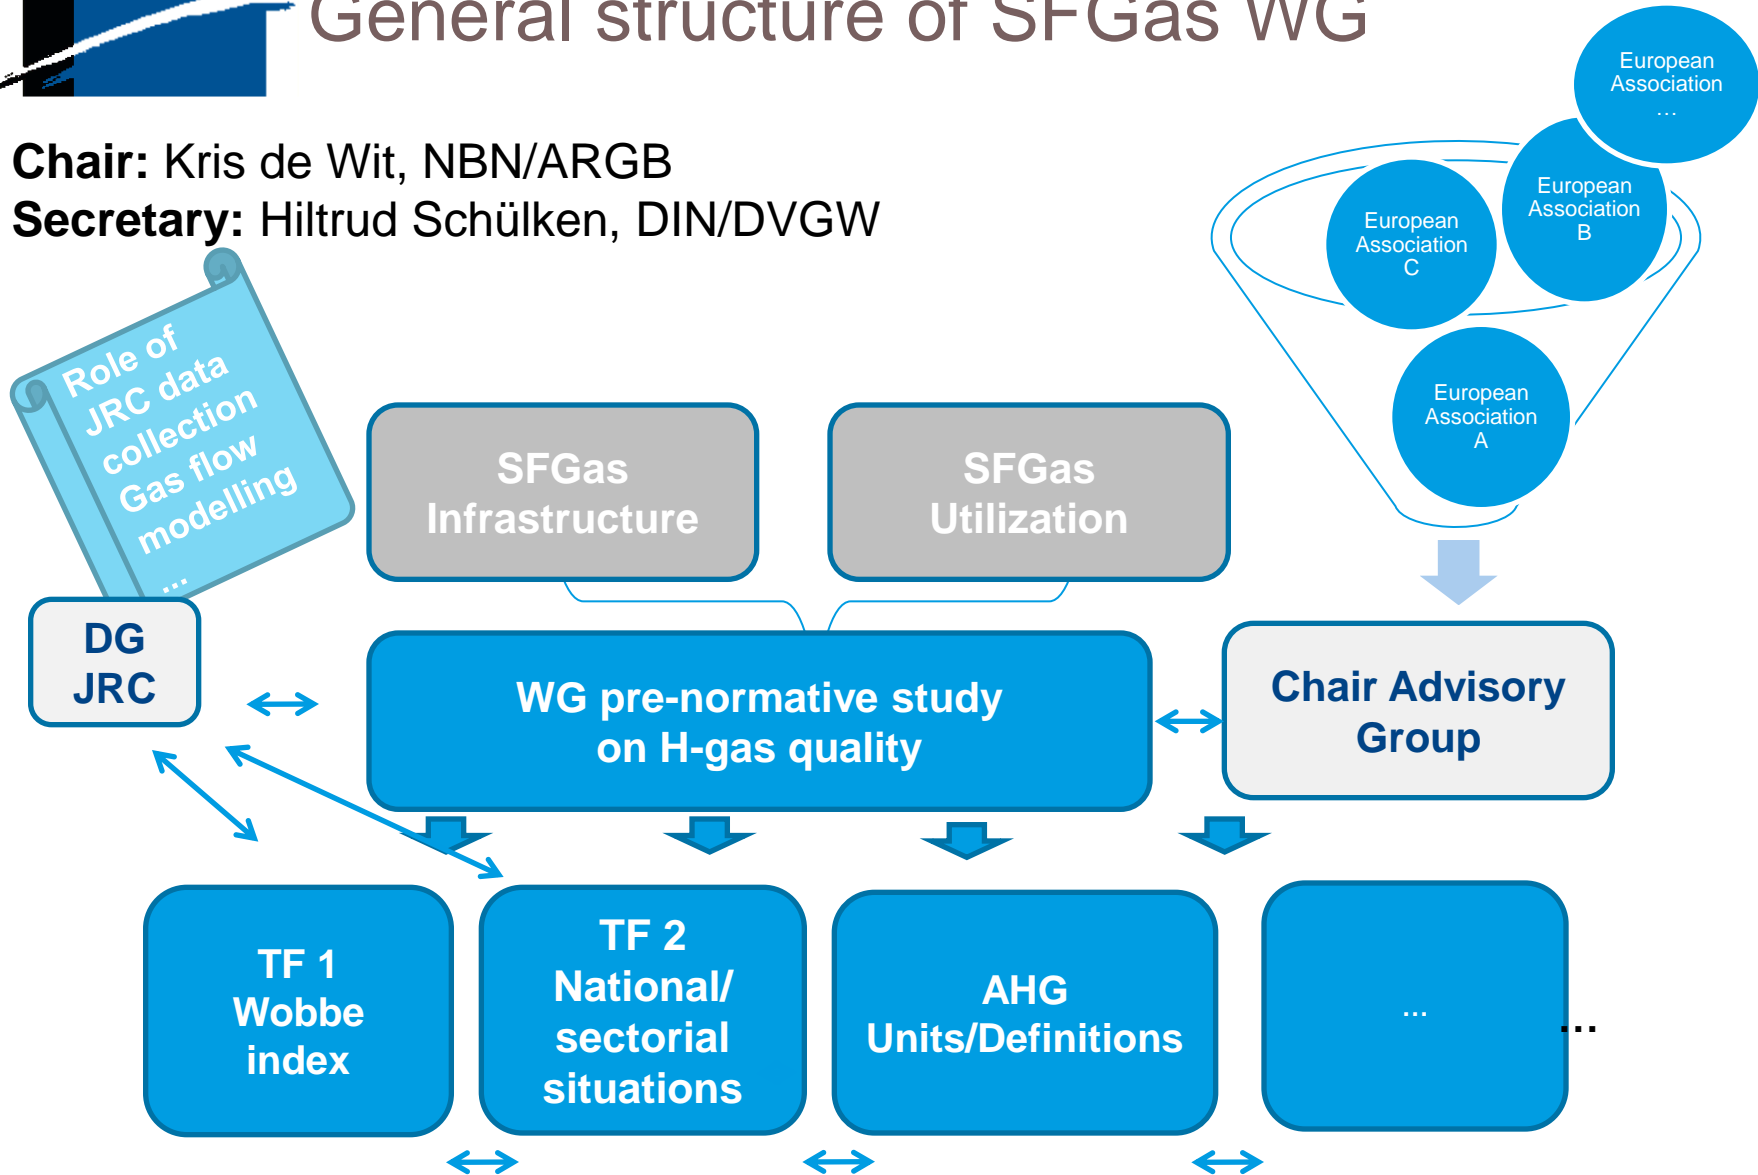 General structure of SFGas WG
Chair: Kris de Wit, NBN/ARGB
Secretary: Hiltrud Schülken, DIN/DVGW
European
Association
...
European
Association
B
European
Association
C
European
Association
A
Role of
JRC data
collection
Gas flow
modelling
...
SFGas
Infrastructure
SFGas
Utilization
DG
JRC
WG pre-normative study
on H-gas quality
Chair Advisory
Group
TF 1
Wobbe
index
TF 2
National/
sectorial
situations
AHG
Units/Definitions
...
...